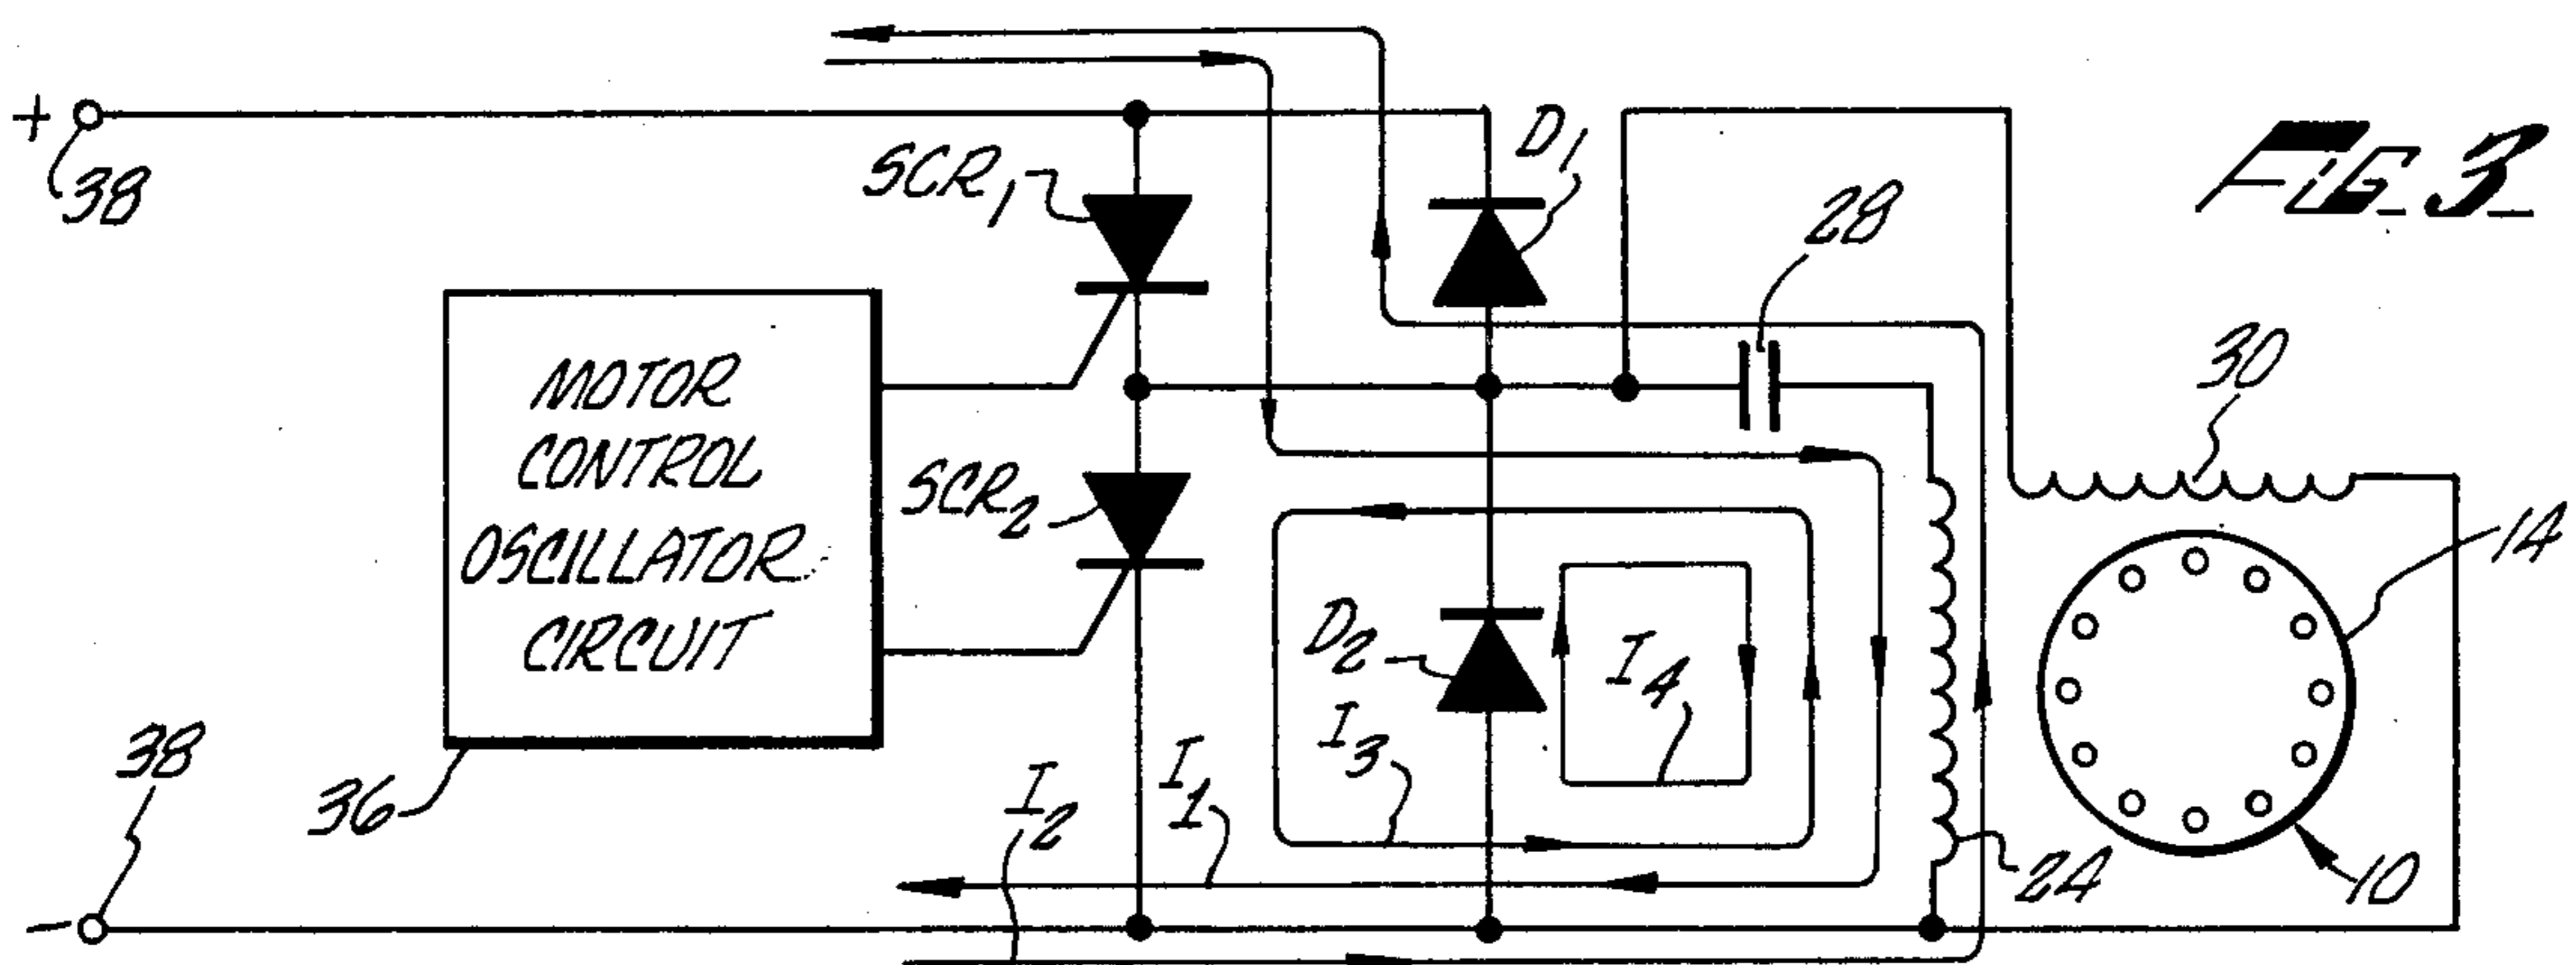 +
38
SCR1
D1
28
FIG. 3
MOTOR
CONTROL
OSCILLATOR
CIRCUIT
SCR2
30
14
D2
I4
I3
I1
I2
36
38
-
24
10